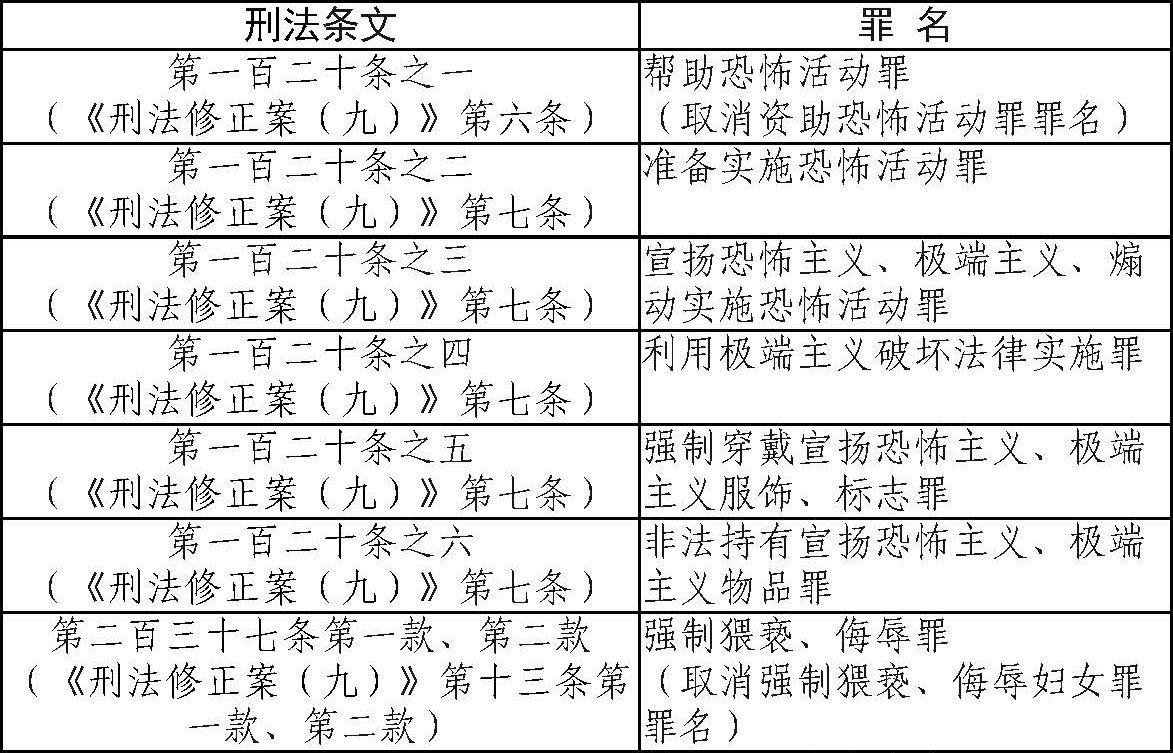 刑法条文
罪 名
第一百二十条之一
（《刑法修正案（九）》第六条）
帮助恐怖活动罪
（取消资助恐怖活动罪罪名）
第一百二十条之二
（《刑法修正案（九）》第七条）
准备实施恐怖活动罪
第一百二十条之三
（《刑法修正案（九）》第七条）
宣扬恐怖主义、极端主义、煽
动实施恐怖活动罪
第一百二十条之四
（《刑法修正案（九）》第七条）
利用极端主义破坏法律实施罪
第一百二十条之五
（《刑法修正案（九）》第七条）
强制穿戴宣扬恐怖主义、极端
主义服饰、标志罪
第一百二十条之六
（《刑法修正案（九）》第七条）
非法持有宣扬恐怖主义、极端
主义物品罪
第二百三十七条第一款、第二款
（《刑法修正案（九）》第十三条第
一款、第二款）
强制猥亵、侮辱罪
（取消强制猥亵、侮辱妇女罪
罪名）